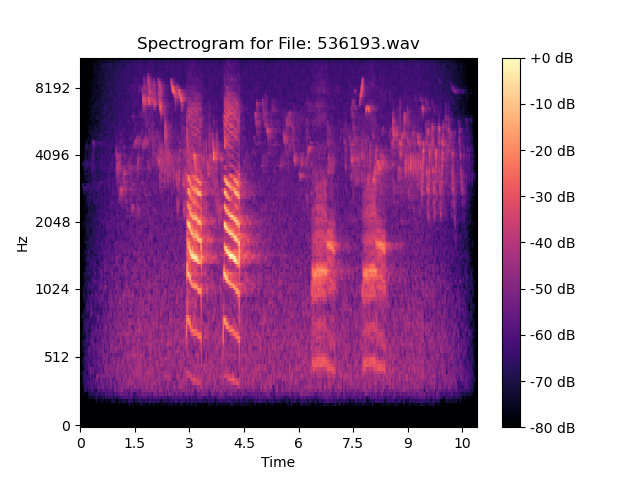 Spectrogram for File: 536193.wav
+0 dB
8192
-10 dB
4096
-20 dB
-30 dB
2048
Hz
-40 dB
1024
-50 dB
-60 dB
512
-70 dB
0
-80 dB
0 1.5 3 4.5 6 7.5 9 10
Time